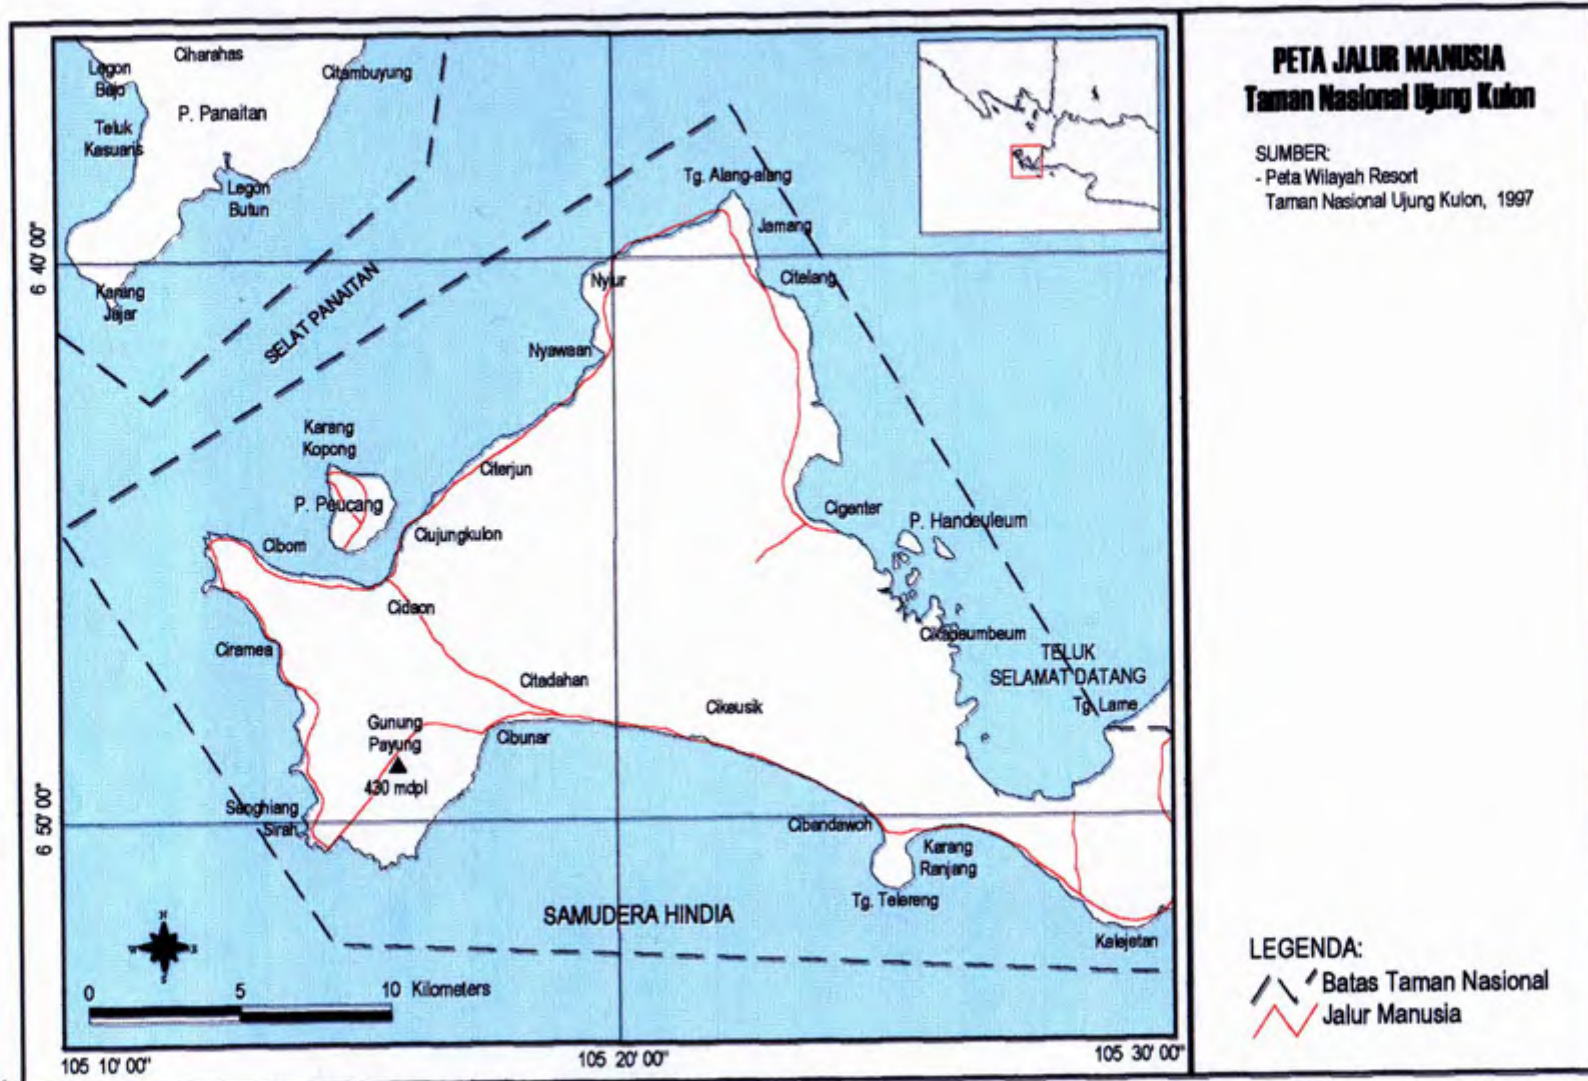 PETA JALUR MANUSIA
Taman Nasional Ujung Kulon
SUMBER:
- Peta Wilayah Resort
Taman Nasional Ujung Kulon, 1997
Legon
Bajo
Ciharahas
Citambuyung
P. Panaitan
Teluk
Kasuaris
Legon
Butun
Karang
Jajar
SELAT PANAITAN
Tg. Alang-alang
Jamang
Citelang
Nyiur
Nyawaan
Karang
Kopong
P. Peucang
Citerjun
Ciujungkulon
Cibom
Cidaon
Cigenter
P. Handeuleum
Cikapeumbeum
TELUK
SELAMAT DATANG
Tg. Lame
Ciramea
Citadahan
Cikeusik
Gunung
Payung
430 mdpl
Cibunar
Sanghiang
Sirah
Cibandawoh
Karang
Ranjang
Tg. Telereng
Kalejetan
SAMUDERA HINDIA
N
W E
S
0 5 10 Kilometers
6 40' 00"
6 50' 00"
105 10' 00"
105 20' 00"
105 30' 00"
LEGENDA:
Batas Taman Nasional
Jalur Manusia